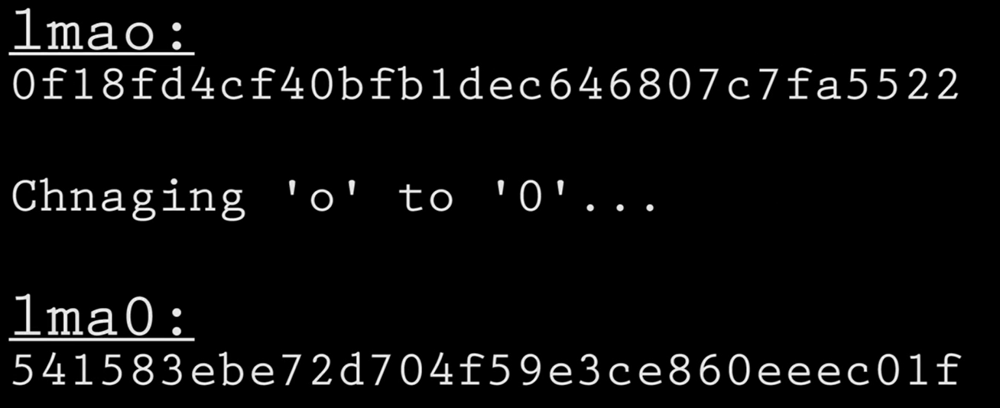 lmao:
0f18fd4cf40bfb1dec646807c7fa5522
Chnaging 'o' to '0'...
lma0:
541583ebe72d704f59e3ce860eeec01f